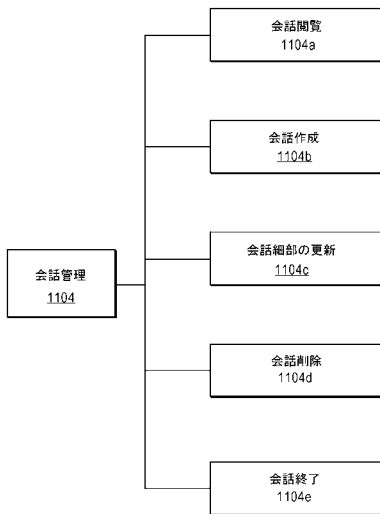 会話閲覧
1104a
会話作成
1104b
会話管理
1104
会話細部の更新
1104c
会話削除
1104d
会話終了
1104e